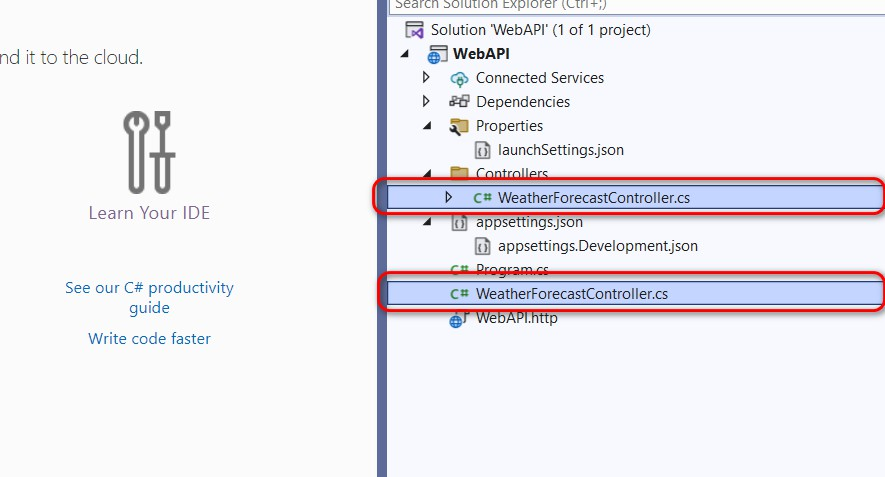 Search Solution Explorer (Ctrl+;)
Solution 'WebAPI' (1 of 1 project)
WebAPI
Connected Services
Dependencies
Properties
launchSettings.json
Controllers
C# WeatherForecastController.cs
appsettings.json
appsettings.Development.json
C# Program.cs
C# WeatherForecastController.cs
WebAPI.http
nd it to the cloud.
Learn Your IDE
See our C# productivity
guide
Write code faster